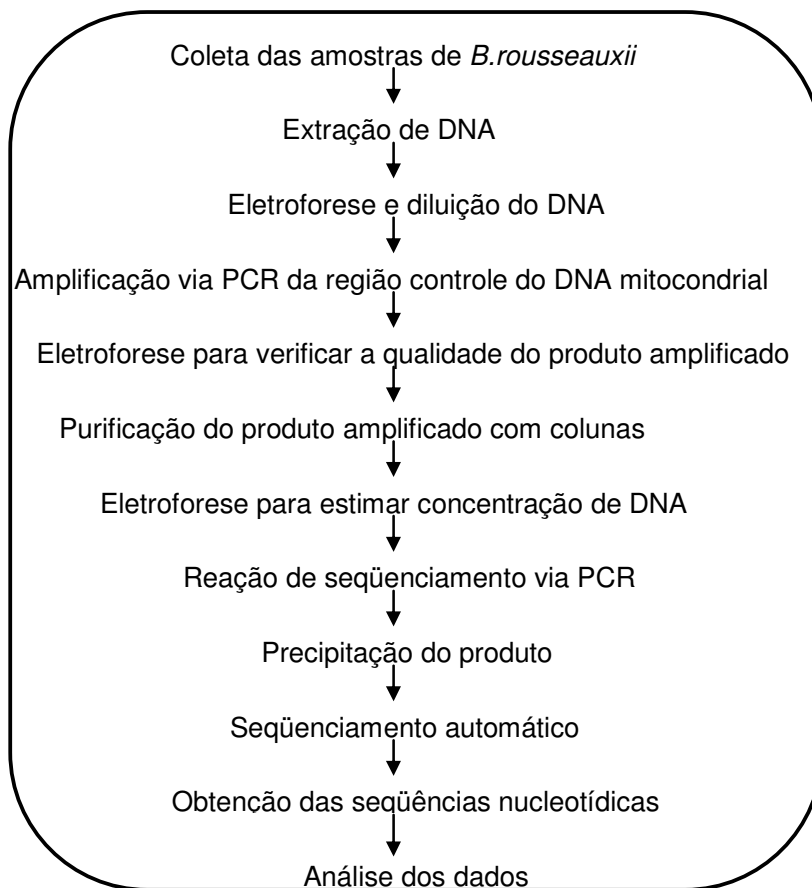 Coleta das amostras de B.rousseauxii
Extração de DNA
Eletroforese e diluição do DNA
Amplificação via PCR da região controle do DNA mitocondrial
Eletroforese para verificar a qualidade do produto amplificado
Purificação do produto amplificado com colunas
Eletroforese para estimar concentração de DNA
Reação de seqüenciamento via PCR
Precipitação do produto
Seqüenciamento automático
Obtenção das seqüências nucleotídicas
Análise dos dados